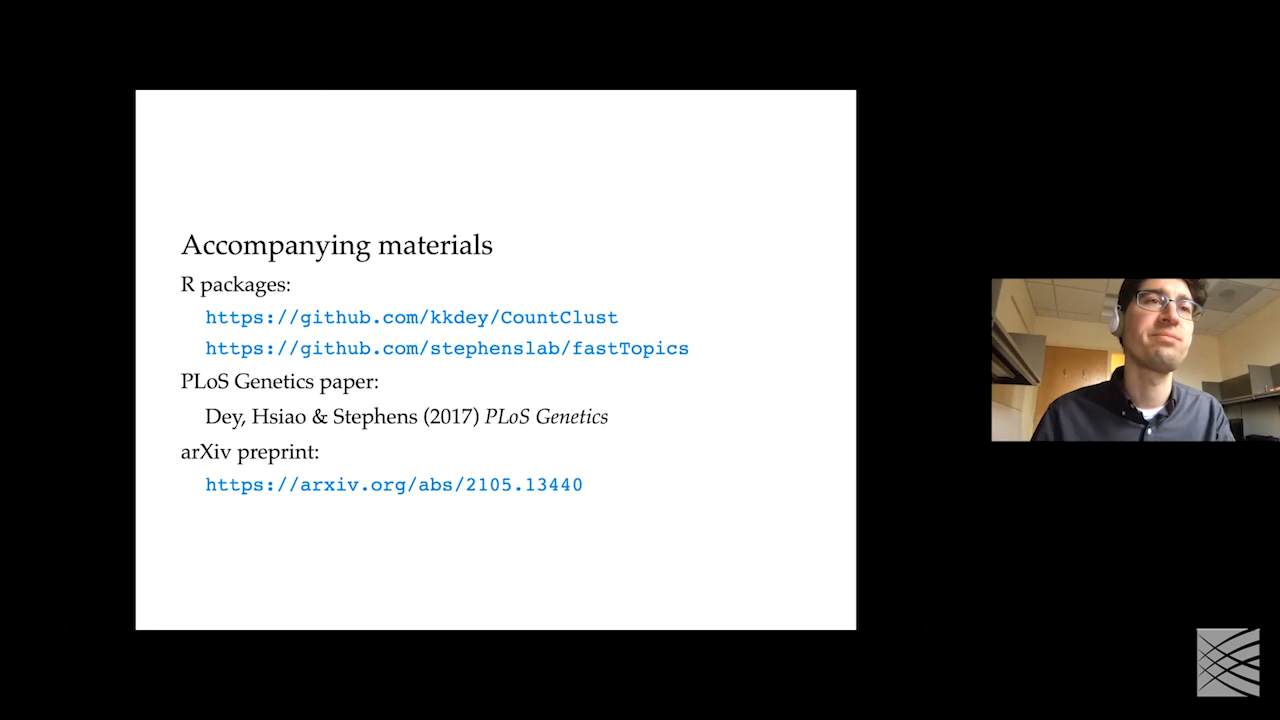 Accompanying materials
R packages:
https://github.com/kkdey/CountClust
https://github.com/stephenslab/fastTopics
PLoS Genetics paper:
Dey, Hsiao & Stephens (2017) PLoS Genetics
arXiv preprint:
https://arxiv.org/abs/2105.13440